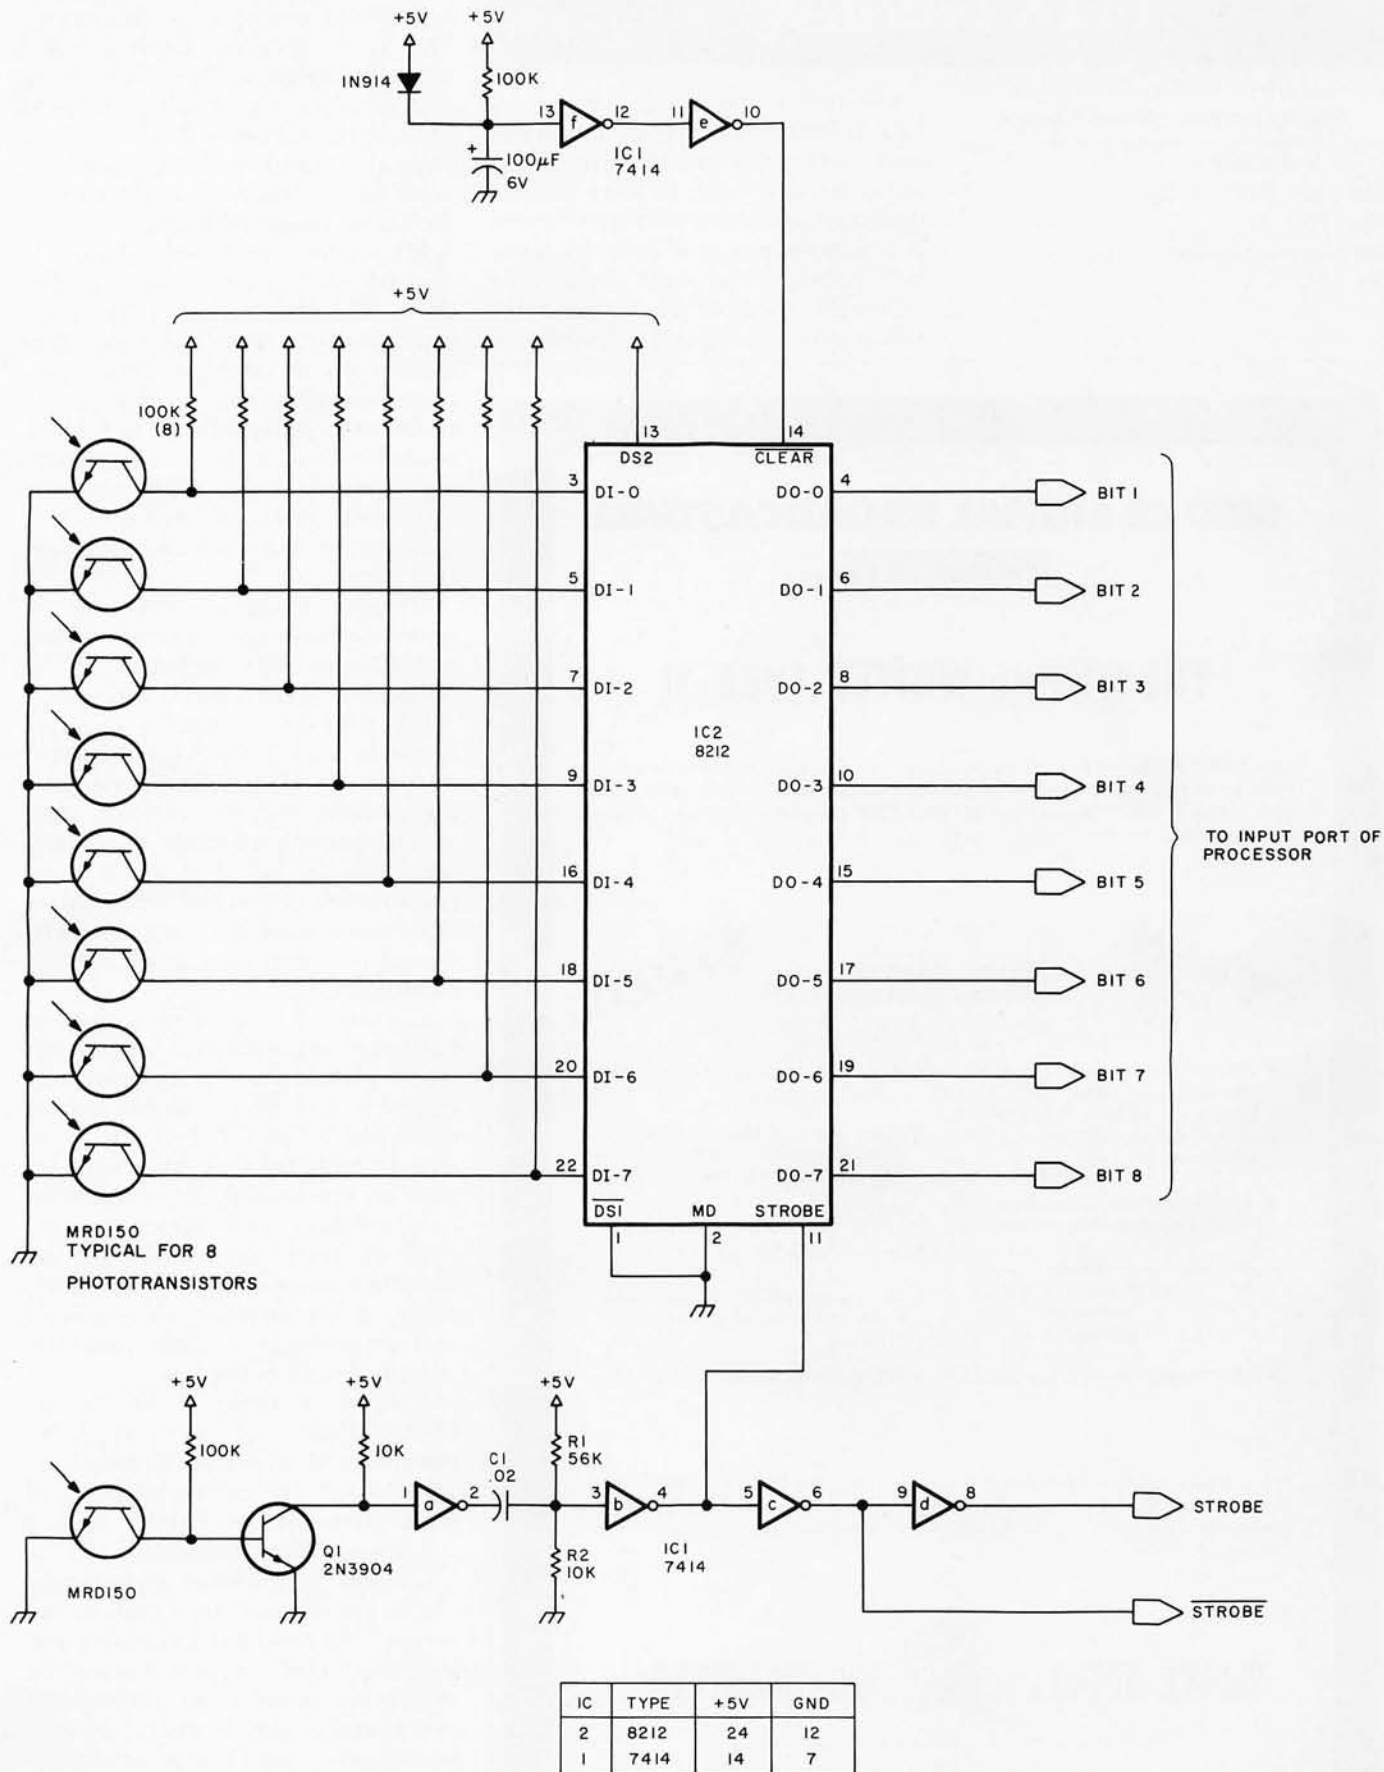 +5V +5V
1N914
100K
13 f 12 11 e 10
IC1
7414
+
100µF
6V
+5V
100K
(8)
13 14
DS2 CLEAR
3 DI-0 DO-0 4 BIT 1
5 DI-1 DO-1 6 BIT 2
7 DI-2 DO-2 8 BIT 3
IC2
8212
9 DI-3 DO-3 10 BIT 4
TO INPUT PORT OF
PROCESSOR
16 DI-4 DO-4 15 BIT 5
18 DI-5 DO-5 17 BIT 6
20 DI-6 DO-6 19 BIT 7
22 DI-7 DO-7 21 BIT 8
DS1 MD STROBE
1 2 11
MRD150
TYPICAL FOR 8
PHOTOTRANSISTORS
+5V +5V +5V
100K 10K
C1
.02
R1
56K
1 a 2 3 b 4 5 c 6 9 d 8 STROBE
Q1
2N3904
R2
10K
IC1
7414
MRD150
STROBE
IC TYPE +5V GND
2 8212 24 12
1 7414 14 7